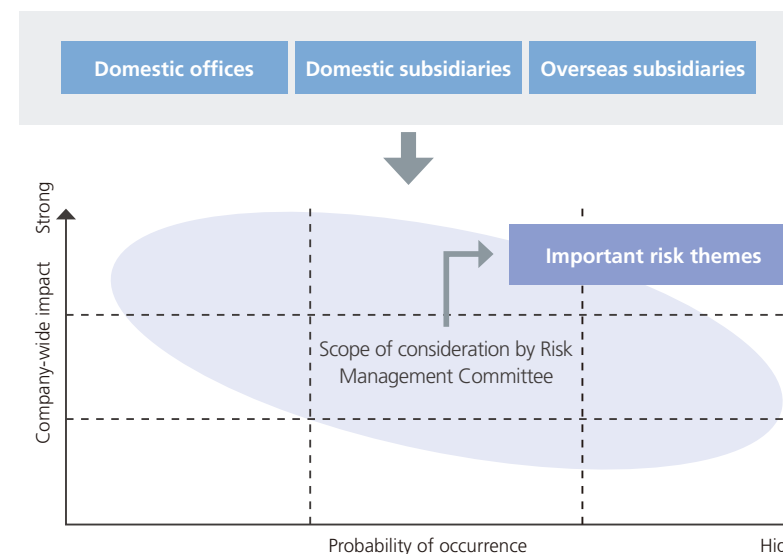 Domestic offices
Domestic subsidiaries
Overseas subsidiaries
Strong
Company-wide impact
Important risk themes
Scope of consideration by Risk
Management Committee
Probability of occurrence